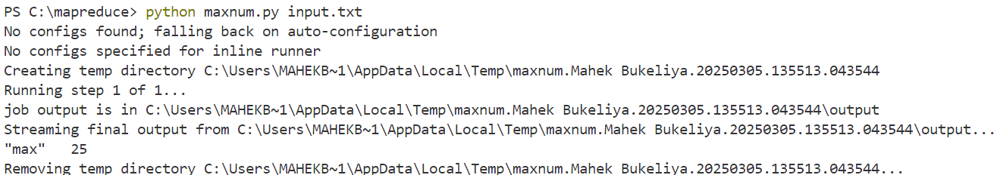 PS C:\mapreduce> python maxnum.py input.txt
No configs found; falling back on auto-configuration
No configs specified for inline runner
Creating temp directory C:\Users\MAHEKB~1\AppData\Local\Temp\maxnum.Mahek Bukeliya.20250305.135513.043544
Running step 1 of 1...
job output is in C:\Users\MAHEKB~1\AppData\Local\Temp\maxnum.Mahek Bukeliya.20250305.135513.043544\output
Streaming final output from C:\Users\MAHEKB~1\AppData\Local\Temp\maxnum.Mahek Bukeliya.20250305.135513.043544\output...
"max"   25
Removing temp directory C:\Users\MAHEKB~1\AppData\Local\Temp\maxnum.Mahek Bukeliya.20250305.135513.043544...